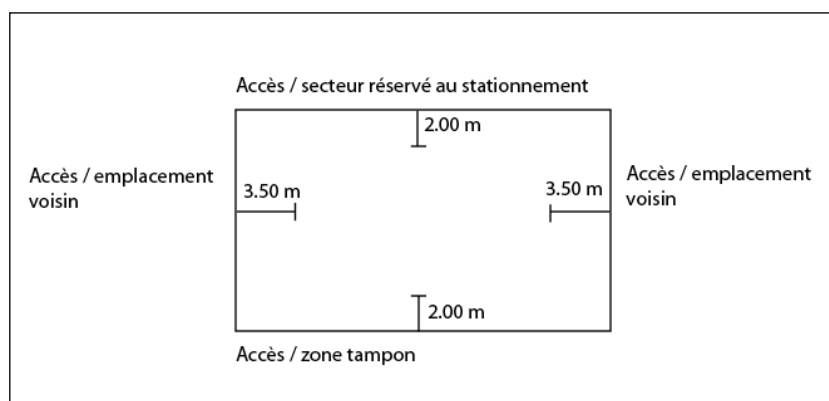 Accès / secteur réservé au stationnement
2.00 m
Accès / emplacement
voisin
3.50 m
3.50 m
Accès / emplacement
voisin
2.00 m
Accès / zone tampon